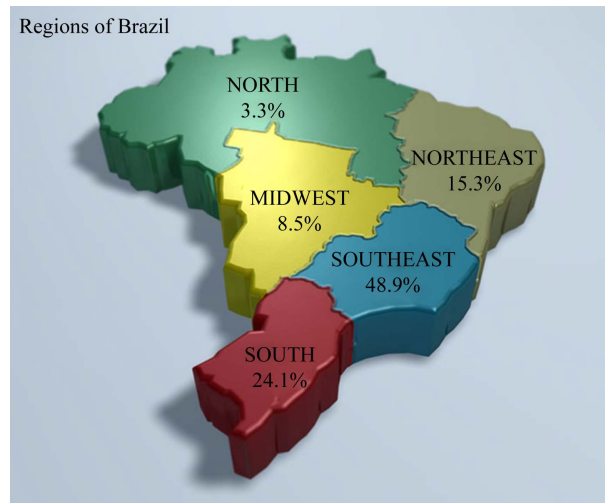 Regions of Brazil
NORTH
3.3%
NORTHEAST
15.3%
MIDWEST
8.5%
SOUTHEAST
48.9%
SOUTH
24.1%